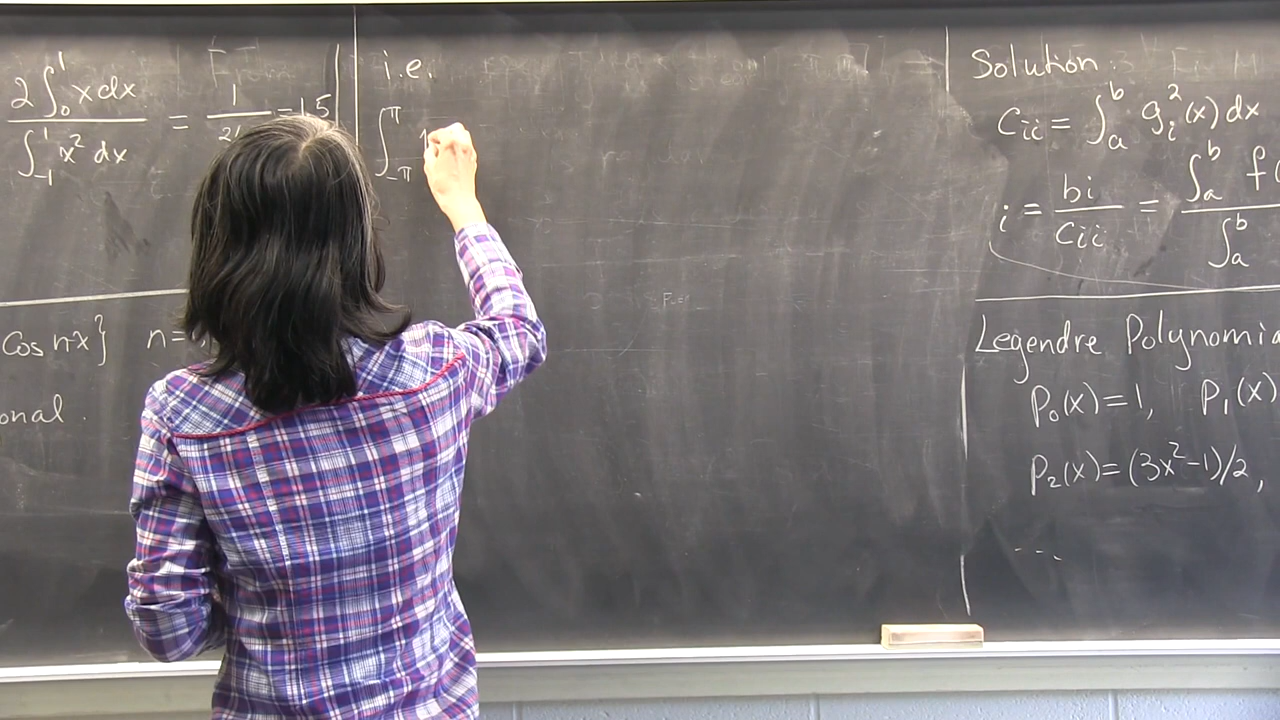 2∫₀¹ x dx / ∫₋₁¹ x² dx = 1 / 2 = 1.5
cos nx} n=
onal.
i.e.
∫_{-π}^{π} 1
Solution:
Cᵢᵢ = ∫ₐᵇ gᵢ²(x) dx
i = bi / Cᵢᵢ = ∫ₐᵇ f( / ∫ₐᵇ
Legendre Polynomia
P₀(x)=1, P₁(x)
P₂(x)=(3x²-1)/2,
...